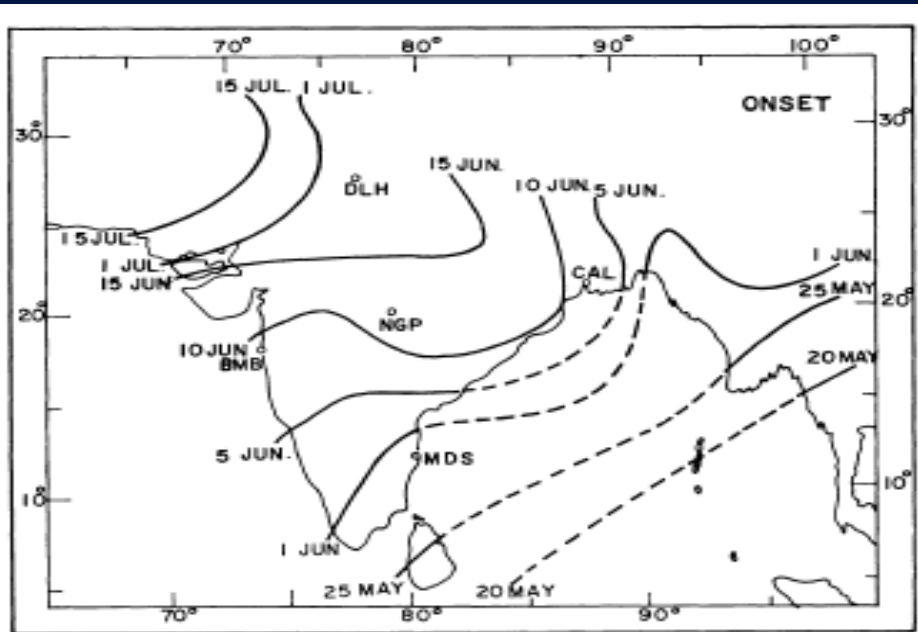 70° 80° 90° 100°
15 JUL. 1 JUL.
ONSET
30° 30°
15 JUN.
DLH
10 JUN. 5 JUN.
15 JUL.
1 JUL.
15 JUN
CAL
1 JUN.
25 MAY
20° 20°
NGP
10 JUN
BMB
20 MAY
5 JUN.
MDS
10° 10°
1 JUN
25 MAY 20 MAY
70° 80° 90°